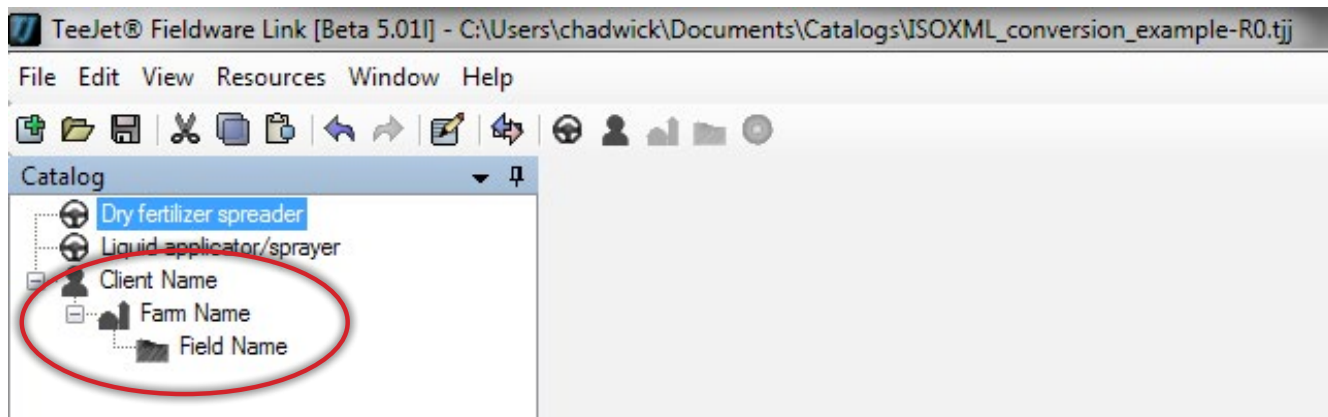 TeeJet® Fieldware Link [Beta 5.01l] - C:\Users\chadwick\Documents\Catalogs\ISOXML_conversion_example-R0.tjj
File Edit View Resources Window Help
Catalog
Dry fertilizer spreader
Liquid applicator/sprayer
Client Name
Farm Name
Field Name